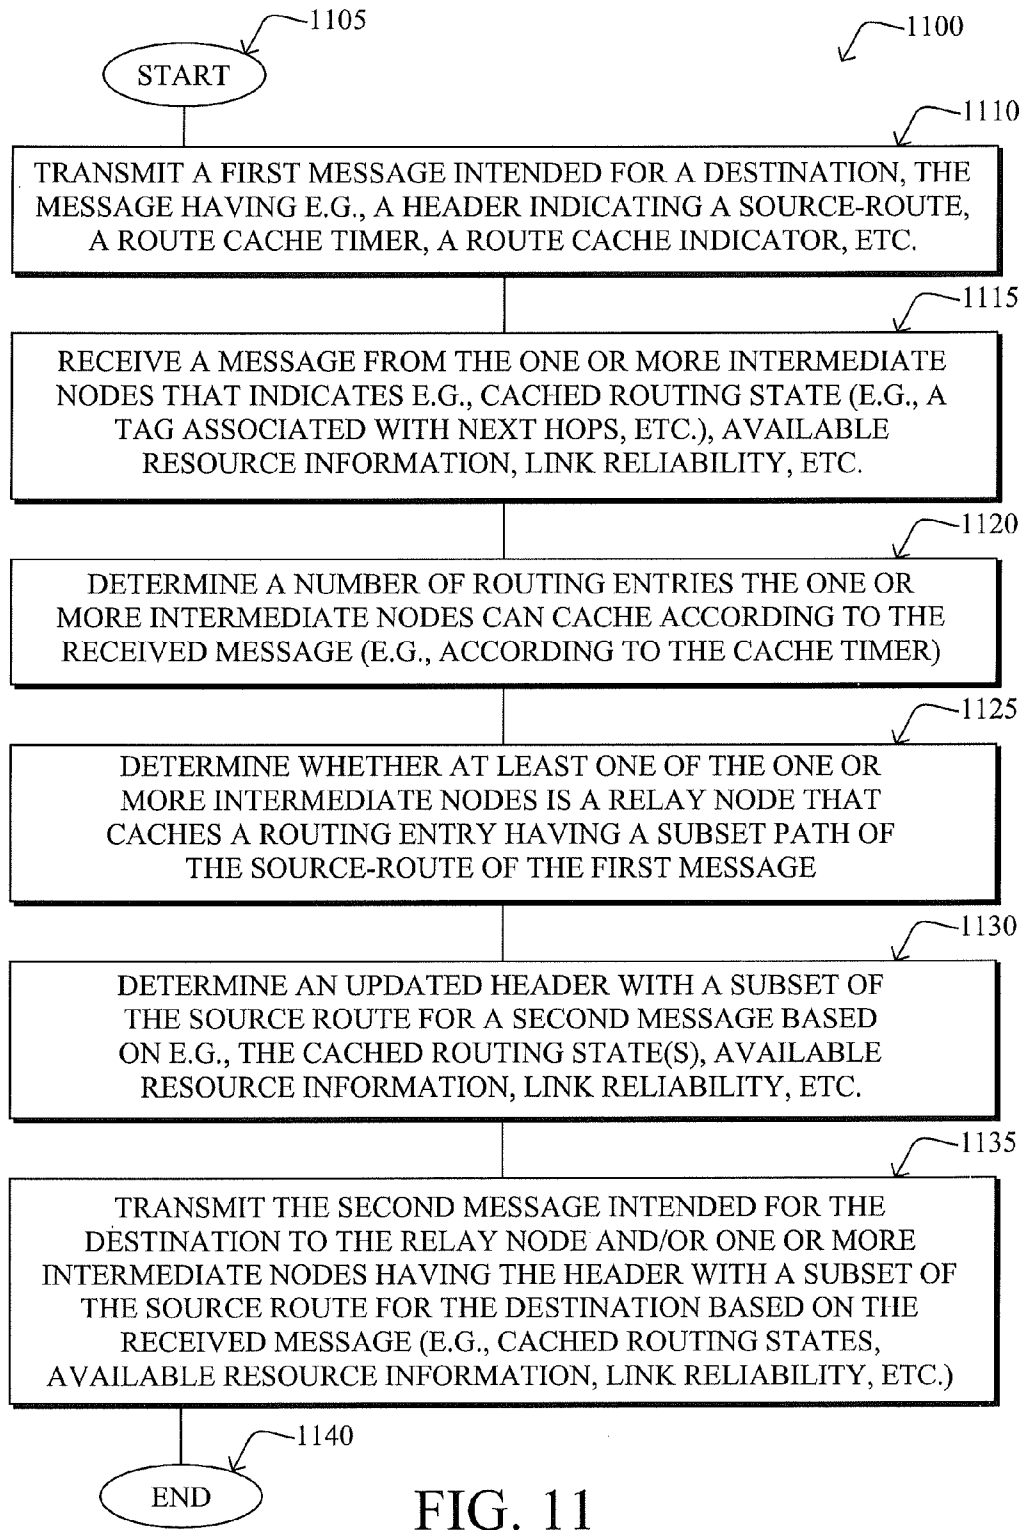 1105
1100
START
1110
TRANSMIT A FIRST MESSAGE INTENDED FOR A DESTINATION, THE
MESSAGE HAVING E.G., A HEADER INDICATING A SOURCE-ROUTE,
A ROUTE CACHE TIMER, A ROUTE CACHE INDICATOR, ETC.
1115
RECEIVE A MESSAGE FROM THE ONE OR MORE INTERMEDIATE
NODES THAT INDICATES E.G., CACHED ROUTING STATE (E.G., A
TAG ASSOCIATED WITH NEXT HOPS, ETC.), AVAILABLE
RESOURCE INFORMATION, LINK RELIABILITY, ETC.
1120
DETERMINE A NUMBER OF ROUTING ENTRIES THE ONE OR
MORE INTERMEDIATE NODES CAN CACHE ACCORDING TO THE
RECEIVED MESSAGE (E.G., ACCORDING TO THE CACHE TIMER)
1125
DETERMINE WHETHER AT LEAST ONE OF THE ONE OR
MORE INTERMEDIATE NODES IS A RELAY NODE THAT
CACHES A ROUTING ENTRY HAVING A SUBSET PATH OF
THE SOURCE-ROUTE OF THE FIRST MESSAGE
1130
DETERMINE AN UPDATED HEADER WITH A SUBSET OF
THE SOURCE ROUTE FOR A SECOND MESSAGE BASED
ON E.G., THE CACHED ROUTING STATE(S), AVAILABLE
RESOURCE INFORMATION, LINK RELIABILITY, ETC.
1135
TRANSMIT THE SECOND MESSAGE INTENDED FOR THE
DESTINATION TO THE RELAY NODE AND/OR ONE OR MORE
INTERMEDIATE NODES HAVING THE HEADER WITH A SUBSET OF
THE SOURCE ROUTE FOR THE DESTINATION BASED ON THE
RECEIVED MESSAGE (E.G., CACHED ROUTING STATES,
AVAILABLE RESOURCE INFORMATION, LINK RELIABILITY, ETC.)
1140
END
FIG. 11